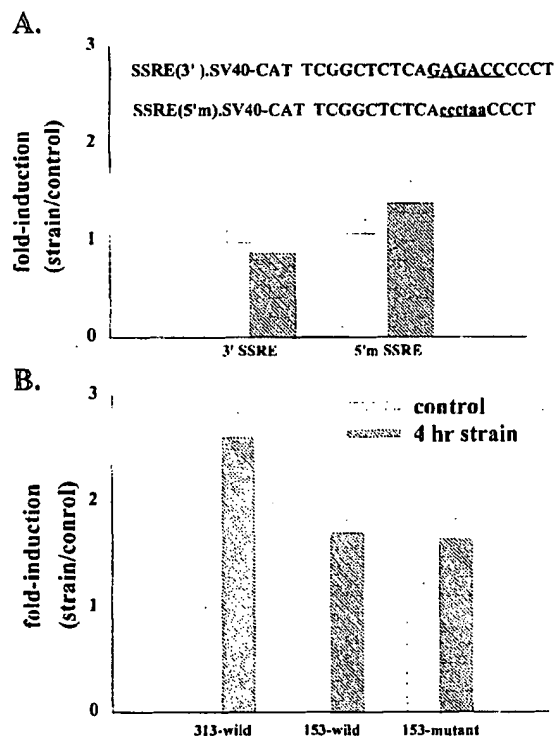 A.
3
SSRE(3' ).SV40-CAT TCGGCTCTCAGAGACCCCCT
SSRE(5'm).SV40-CAT TCGGCTCTCAccctaaCCCT
2
1
0
fold-induction
(strain/control)
3' SSRE
5'm SSRE
B.
3
control
4 hr strain
2
1
0
fold-induction
(strain/conrol)
313-wild
153-wild
153-mutant